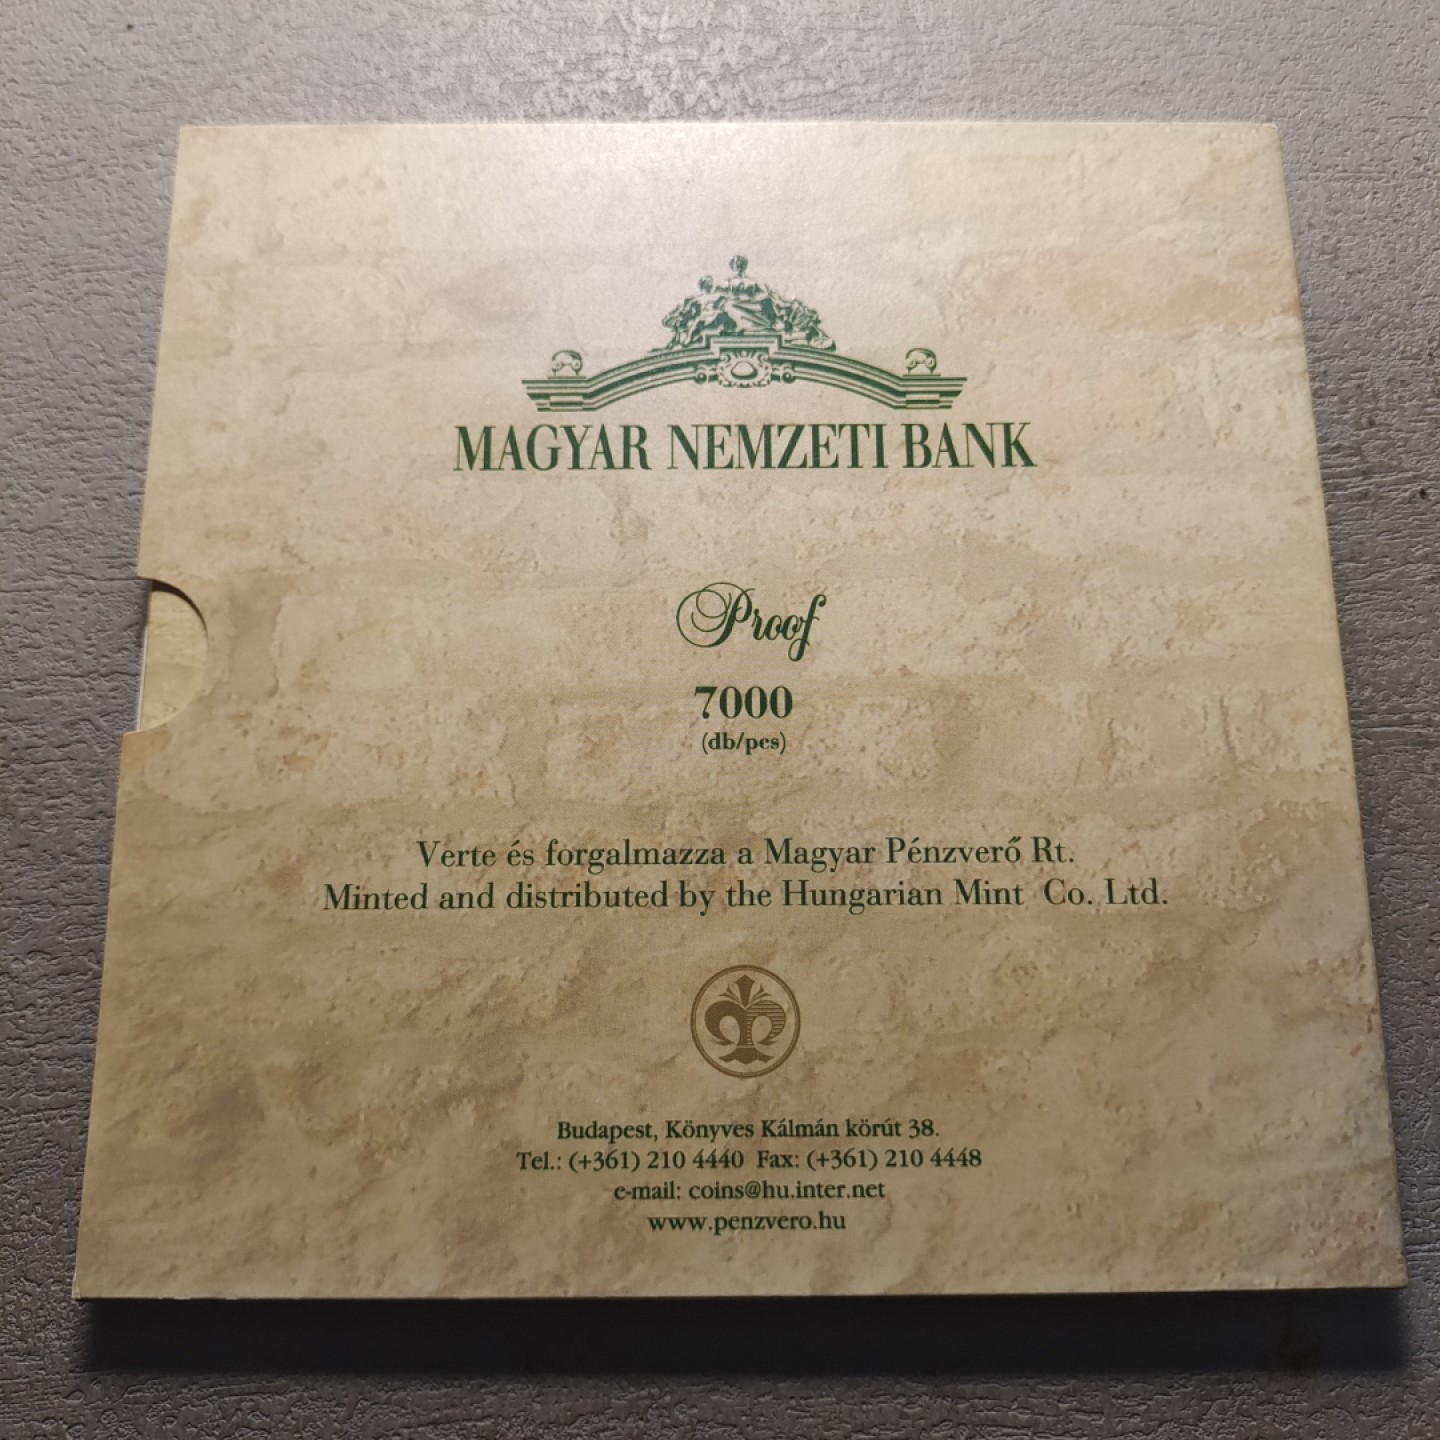 MAGYAR NEMZETI BANK
Proof
7000
(db/pcs)
Verte és forgalmazza a Magyar Pénzverő Rt.
Minted and distributed by the Hungarian Mint Co. Ltd.
Budapest, Könyves Kálmán körút 38.
Tel.: (+361) 210 4440 Fax: (+361) 210 4448
e-mail: coins@hu.inter.net
www.penzvero.hu